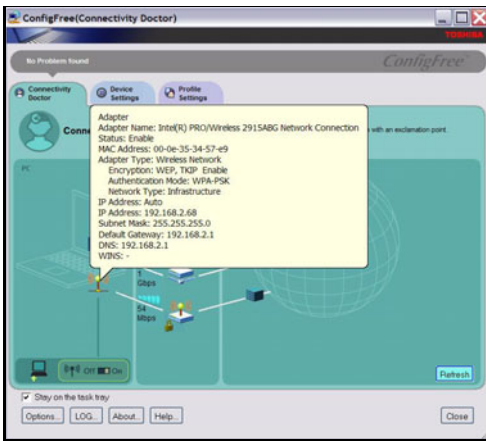 ConfigFree(Connectivity Doctor)
TOSHIBA
No Problem found
ConfigFree
Connectivity Doctor
Device Settings
Profile Settings
Conne
with an exclamation point.
Adapter
Adapter Name: Intel(R) PRO/Wireless 2915ABG Network Connection
Status: Enable
MAC Address: 00-0e-35-34-57-e9
Adapter Type: Wireless Network
Encryption: WEP, TKIP  Enable
Authentication Mode: WPA-PSK
Network Type: Infrastructure
IP Address: Auto
IP Address: 192.168.2.68
Subnet Mask: 255.255.255.0
Default Gateway: 192.168.2.1
DNS: 192.168.2.1
WINS: -
PC
1
Gbps
54
Mbps
Off On
Refresh
Stay on the task tray
Options... LOG... About... Help... Close